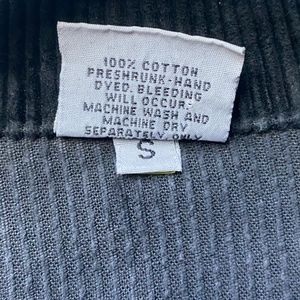 100% COTTON
PRESHRUNK-HAND
DYED. BLEEDING
WILL OCCUR.
MACHINE WASH AND
MACHINE DRY
SEPARATELY ONLY
S